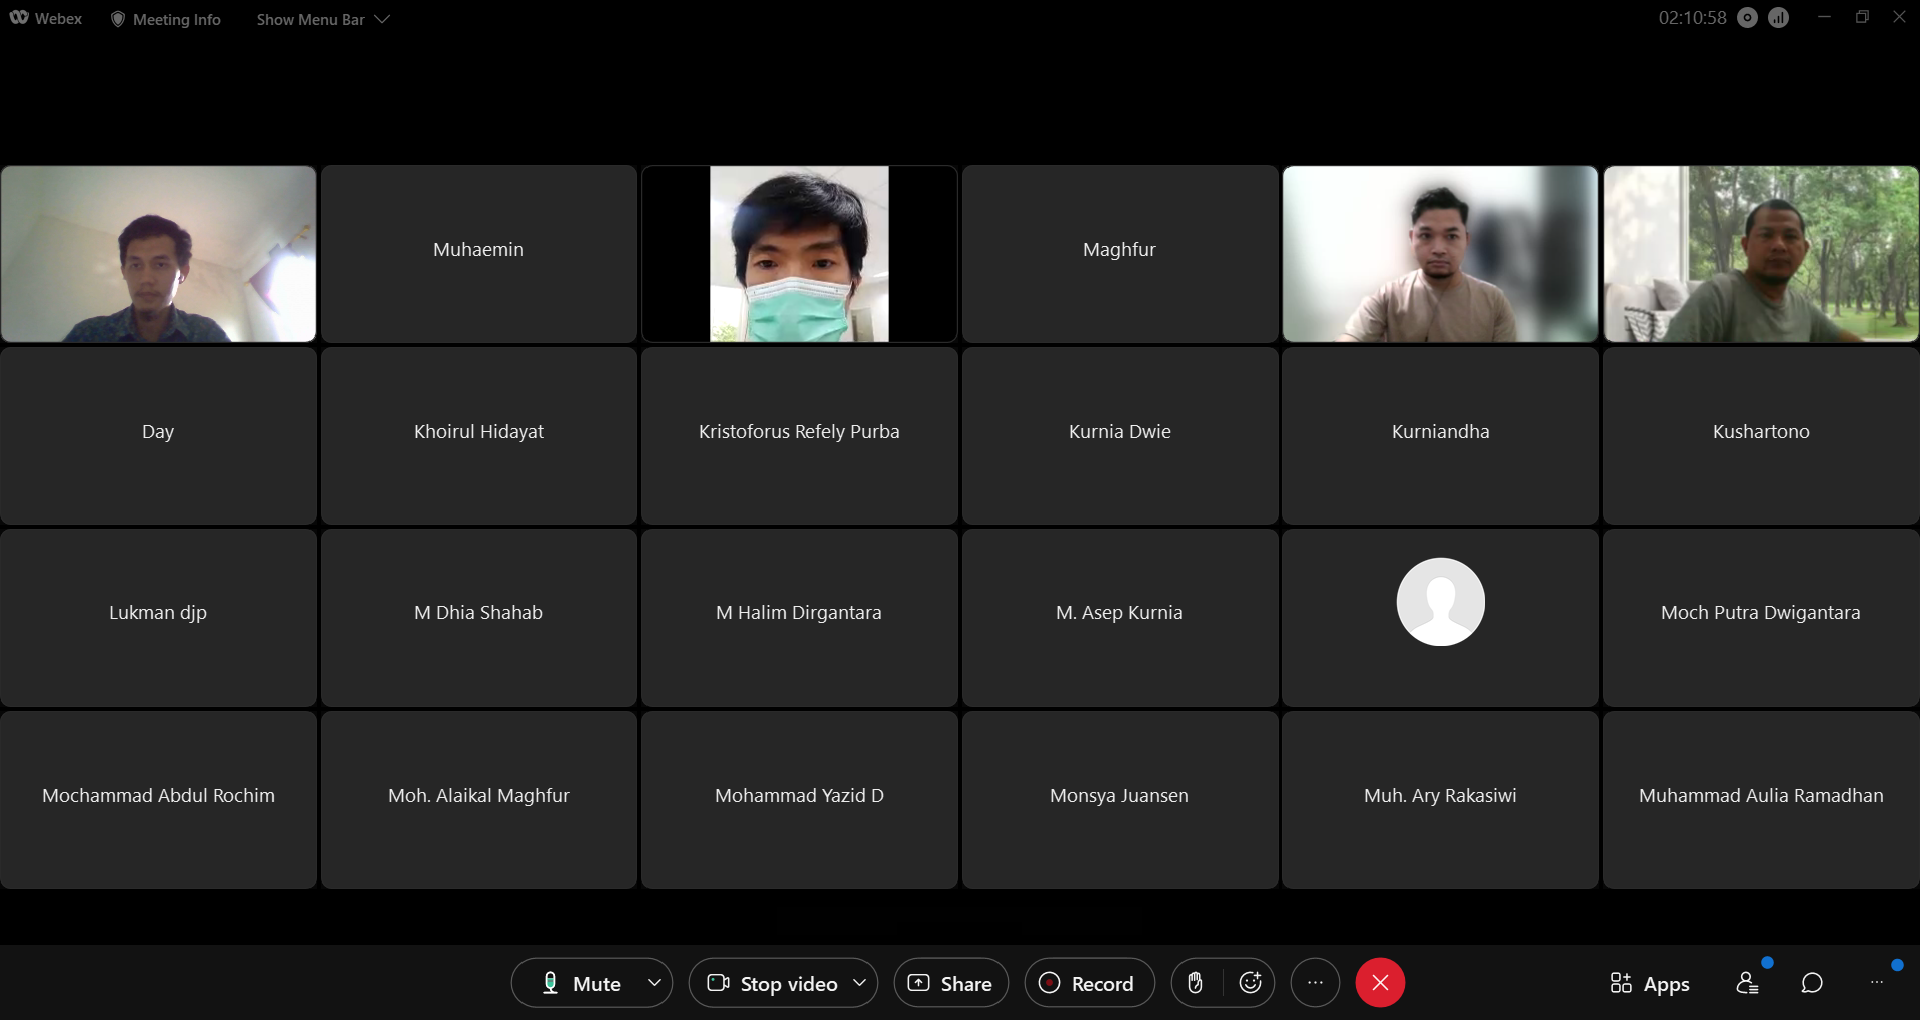 Webex Meeting Info Show Menu Bar 02:10:58
Muhaemin Maghfur
Day Khoirul Hidayat Kristoforus Refely Purba Kurnia Dwie Kurniandha Kushartono
Lukman djp M Dhia Shahab M Halim Dirgantara M. Asep Kurnia Moch Putra Dwigantara
Mochammad Abdul Rochim Moh. Alaikal Maghfur Mohammad Yazid D Monsya Juansen Muh. Ary Rakasiwi Muhammad Aulia Ramadhan
Mute Stop video Share Record Apps